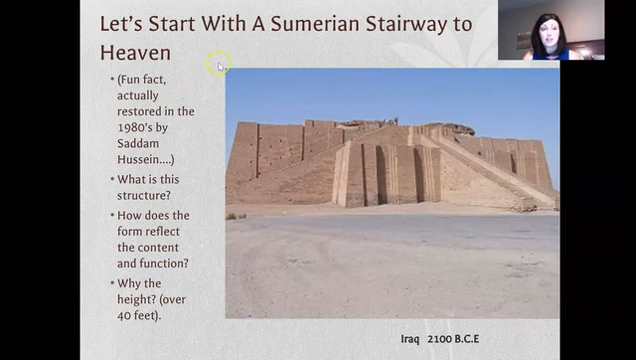 Let's Start With A Sumerian Stairway to
Heaven
• (Fun fact,
actually
restored in the
1980's by
Saddam
Hussein....)
• What is this
structure?
• How does the
form reflect
the content
and function?
• Why the
height? (over
40 feet).
Iraq 2100 B.C.E